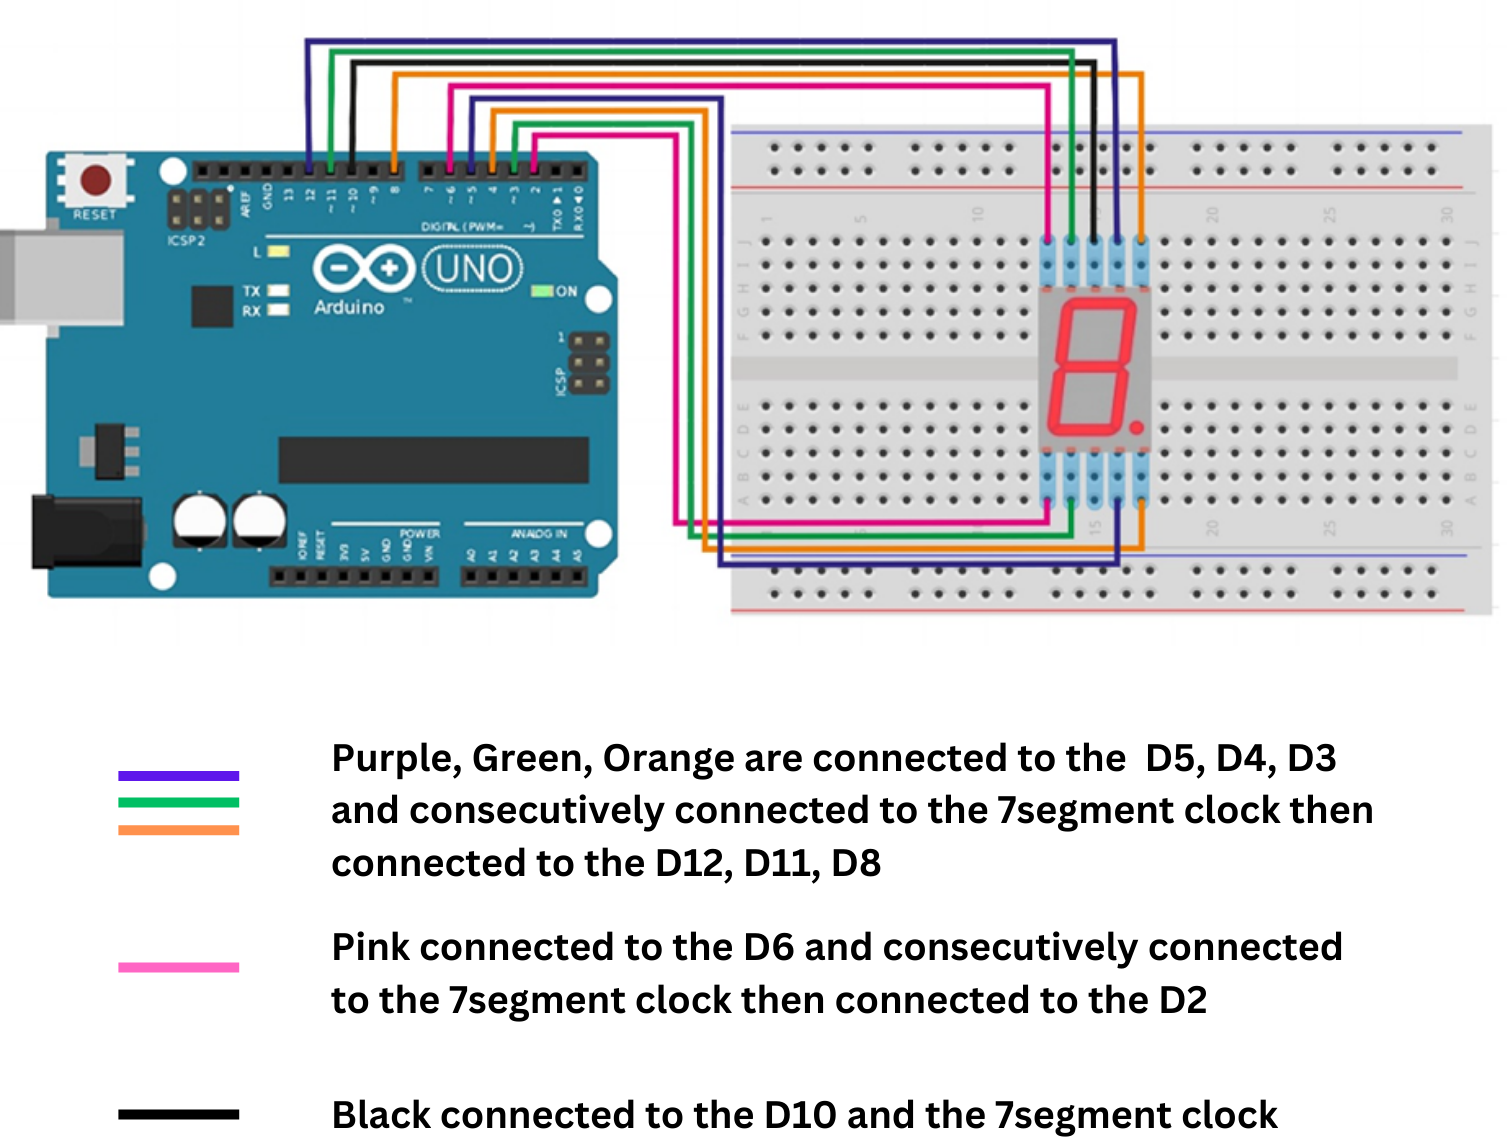 RESET
ICSP2
AREF
GND
13
12
~11
~10
~9
8
7
~6
~5
4
~3
2
TX0 ▶ 1
RX0 ◀ 0
DIGITAL (PWM=
L
TX
RX
UNO
Arduino
™
ON
1
ICSP
IOREF
RESET
3V3
5V
GND
GND
VIN
POWER
ANALOG IN
A0
A1
A2
A3
A4
A5
1 5 10 15 20 25 30
J J
I I
H H
G G
F F
E E
D D
C C
B B
A A
15 20 25 30
Purple, Green, Orange are connected to the D5, D4, D3
and consecutively connected to the 7segment clock then
connected to the D12, D11, D8
Pink connected to the D6 and consecutively connected
to the 7segment clock then connected to the D2
Black connected to the D10 and the 7segment clock